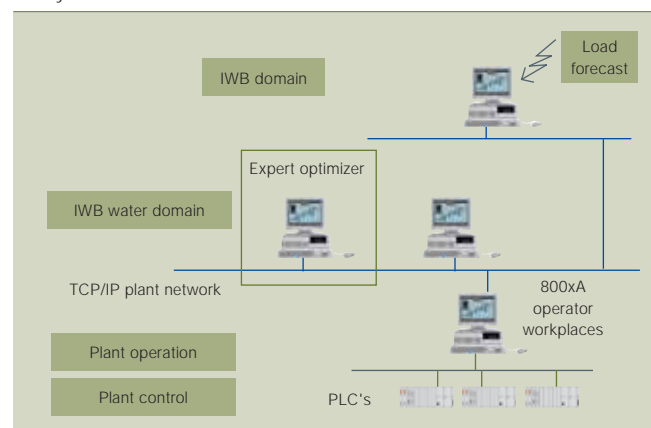 Load
forecast
IWB domain
Expert optimizer
IWB water domain
TCP/IP plant network
800xA
operator
workplaces
Plant operation
Plant control
PLC's